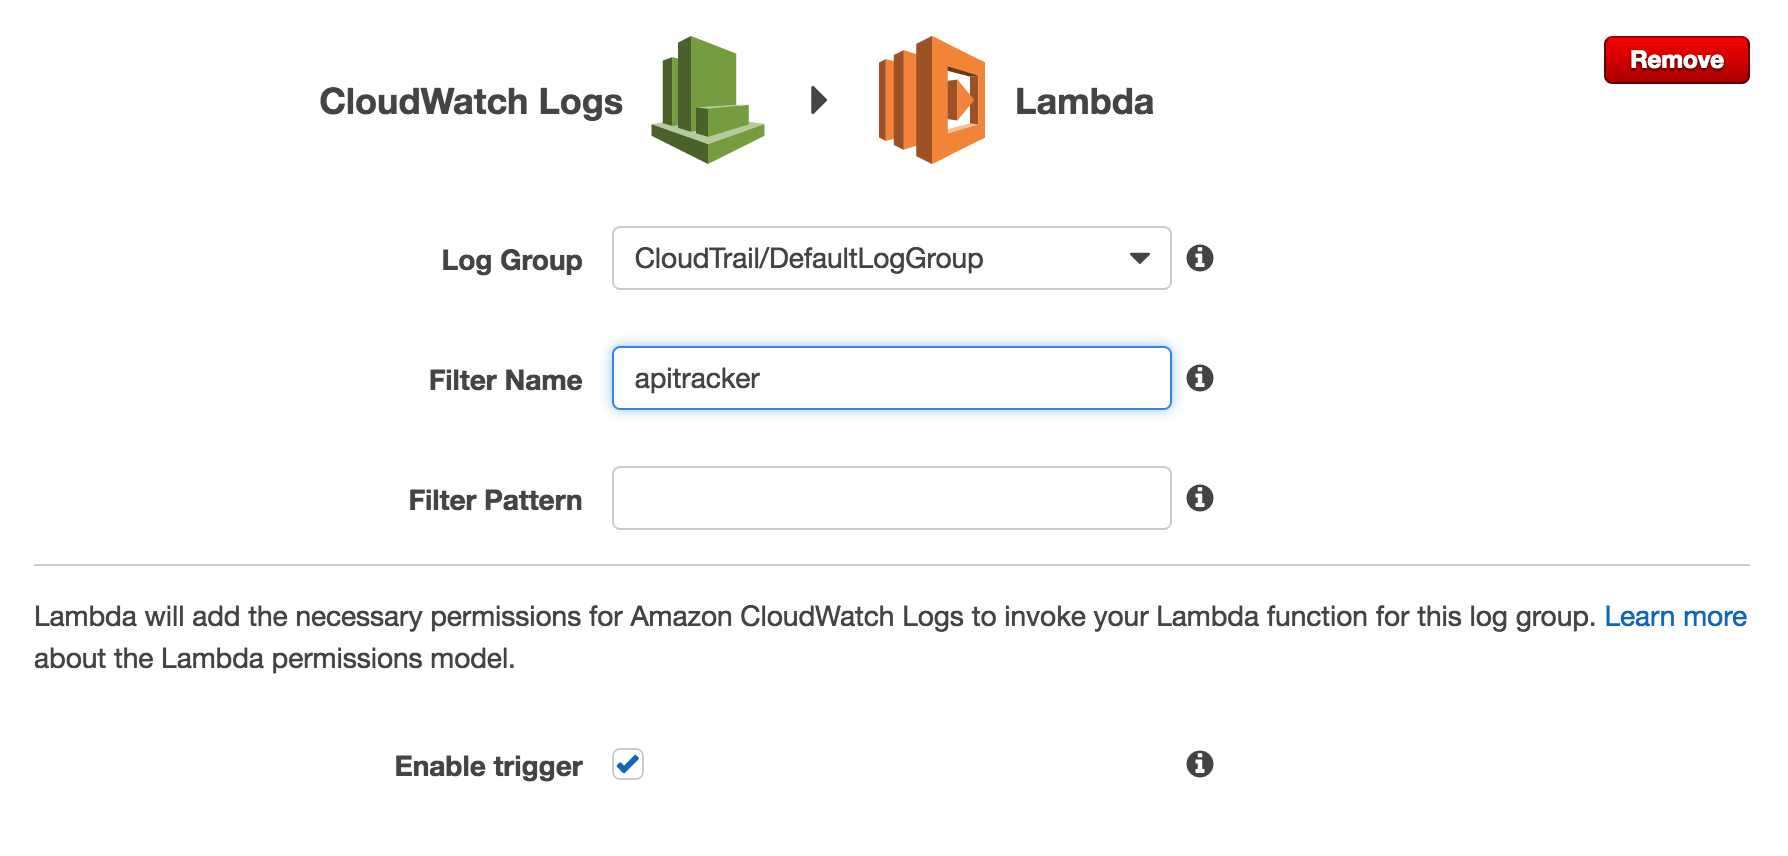 CloudWatch Logs
Lambda
Remove
Log Group
CloudTrail/DefaultLogGroup
Filter Name
apitracker
Filter Pattern
Lambda will add the necessary permissions for Amazon CloudWatch Logs to invoke your Lambda function for this log group. Learn more
about the Lambda permissions model.
Enable trigger